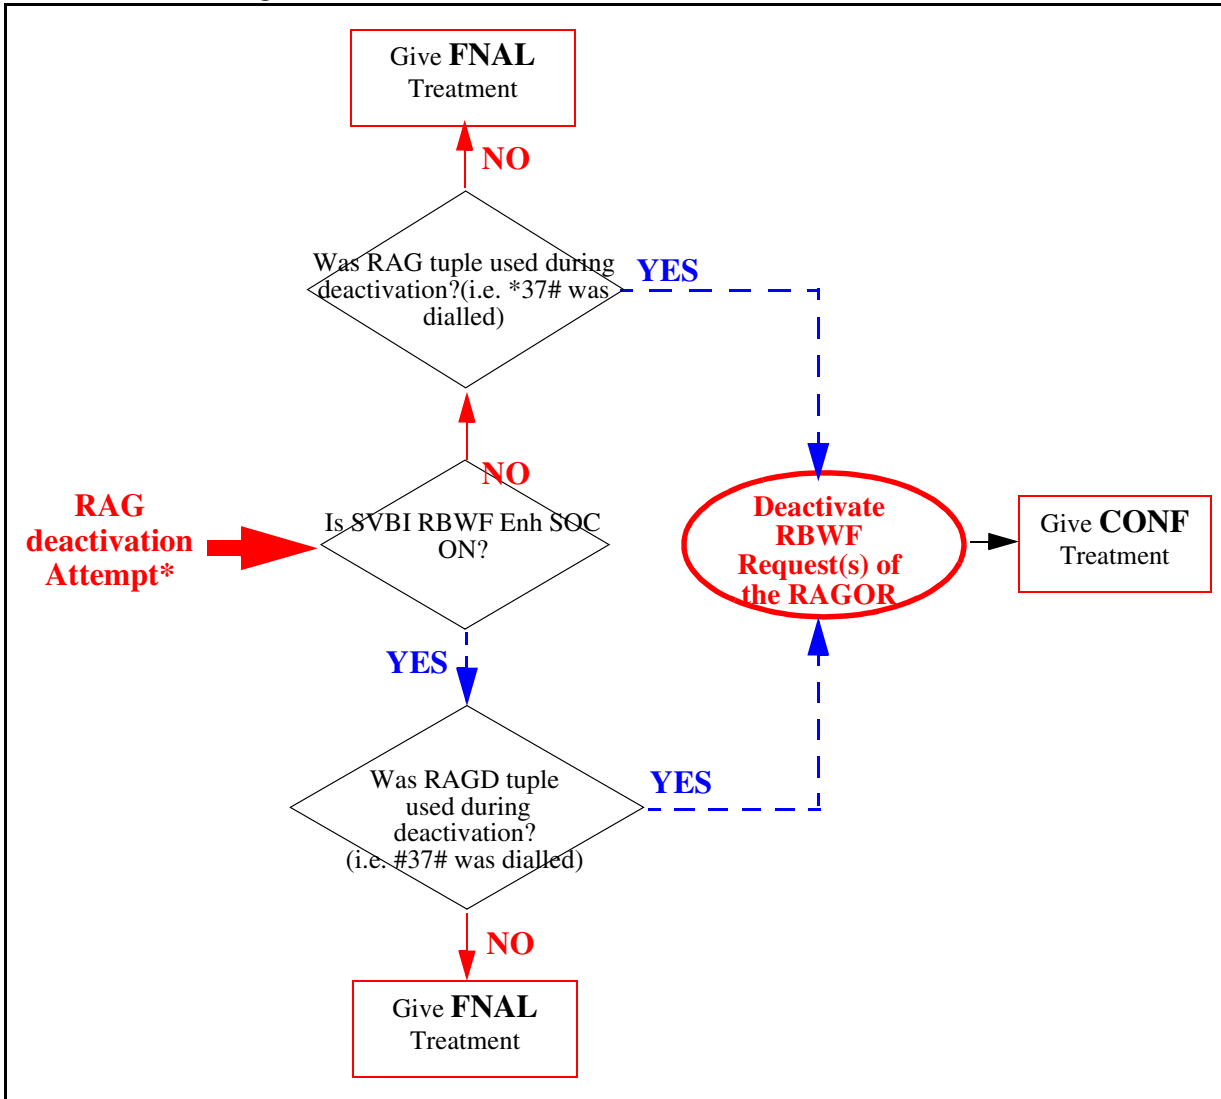 Give FNAL
Treatment
NO
Was RAG tuple used during
deactivation?(i.e. *37# was
dialled)
YES
NO
RAG
deactivation
Attempt*
Is SVBI RBWF Enh SOC
ON?
Deactivate
RBWF
Request(s) of
the RAGOR
Give CONF
Treatment
YES
Was RAGD tuple
used during
deactivation?
(i.e. #37# was dialled)
YES
NO
Give FNAL
Treatment